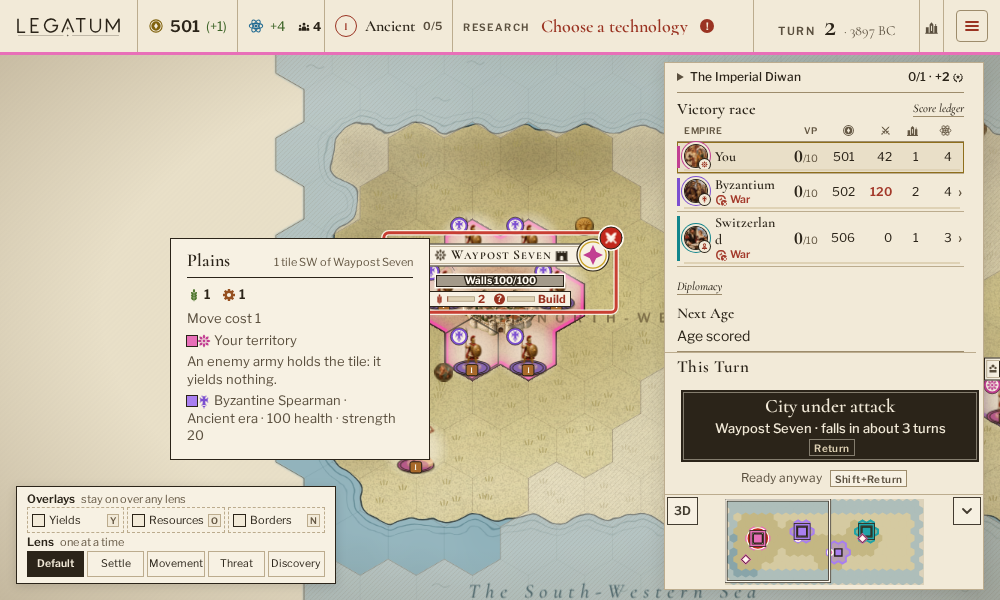 LEGATUM
501 (+1)
+4
4
I
Ancient 0/5
RESEARCH Choose a technology !
TURN 2 · 3897 BC
The Imperial Diwan 0/1 · +2
Victory race Score ledger
EMPIRE VP
You 0/10 501 42 1 4
Byzantium 0/10 502 120 2 4 ›
War
Switzerlan
d 0/10 506 0 1 3 ›
War
Diplomacy
Next Age
Age scored
This Turn
City under attack
Waypost Seven · falls in about 3 turns
Return
Ready anyway Shift+Return
3D
Waypost Seven
Walls 100/100
2 ? Build
NORTH-WE
I I
I
Plains 1 tile SW of Waypost Seven
1 1
Move cost 1
Your territory
An enemy army holds the tile: it
yields nothing.
Byzantine Spearman ·
Ancient era · 100 health · strength
20
Overlays stay on over any lens
Yields Y Resources O Borders N
Lens one at a time
Default Settle Movement Threat Discovery
The South-Western Sea